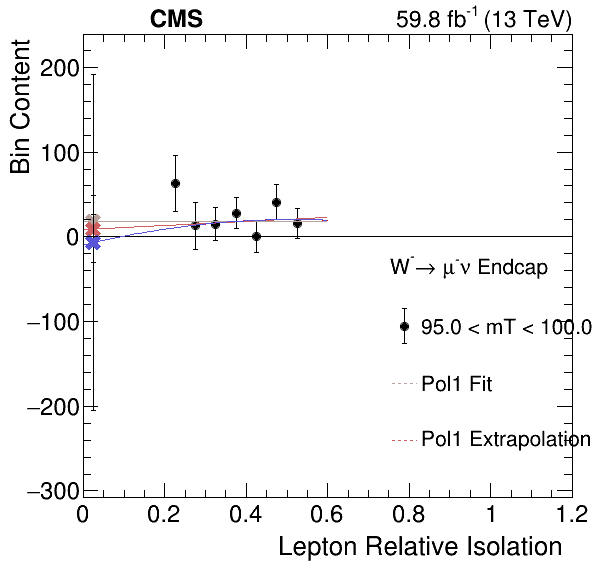 CMS
59.8 fb⁻¹ (13 TeV)
Bin Content
200
100
0
−100
−200
−300
W⁻→ μ⁻ν Endcap
95.0 < mT < 100.0
Pol1 Fit
Pol1 Extrapolation
0 0.2 0.4 0.6 0.8 1 1.2
Lepton Relative Isolation